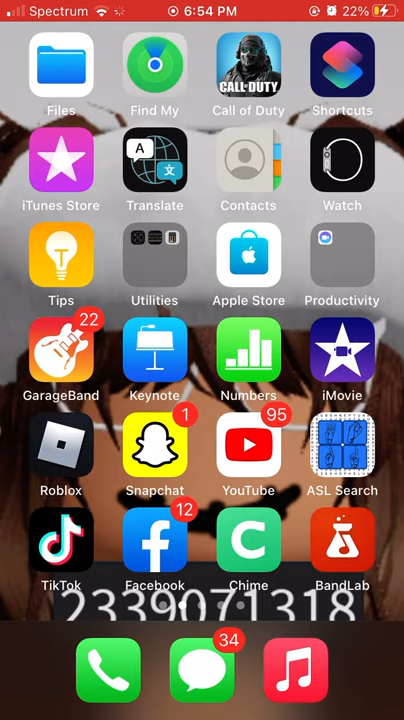 Spectrum 6:54 PM 22%
CALL·DUTY
Files Find My Call of Duty Shortcuts
A 文
iTunes Store Translate Contacts Watch
T
Tips Utilities Apple Store Productivity
22
GarageBand Keynote Numbers iMovie
1 95
Roblox Snapchat YouTube ASL Search
12
TikTok Facebook Chime BandLab
2339071318
34